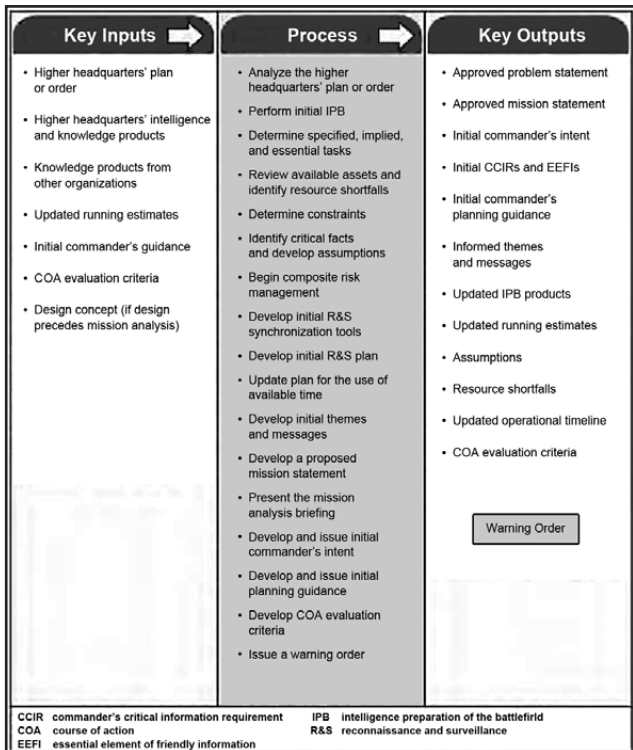 Key Inputs
• Higher headquarters' plan
or order
• Higher headquarters' intelligence
and knowledge products
• Knowledge products from
other organizations
• Updated running estimates
• Initial commander's guidance
• COA evaluation criteria
• Design concept (if design
precedes mission analysis)
Process
• Analyze the higher
headquarters' plan or order
• Perform initial IPB
• Determine specified, implied,
and essential tasks
• Review available assets and
identify resource shortfalls
• Determine constraints
• Identify critical facts
and develop assumptions
• Begin composite risk
management
• Develop initial R&S
synchronization tools
• Develop initial R&S plan
• Update plan for the use of
available time
• Develop initial themes
and messages
• Develop a proposed
mission statement
• Present the mission
analysis briefing
• Develop and issue initial
commander's intent
• Develop and issue initial
planning guidance
• Develop COA evaluation
criteria
• Issue a warning order
Key Outputs
• Approved problem statement
• Approved mission statement
• Initial commander's intent
• Initial CCIRs and EEFIs
• Initial commander's
planning guidance
• Informed themes
and messages
• Updated IPB products
• Updated running estimates
• Assumptions
• Resource shortfalls
• Updated operational timeline
• COA evaluation criteria
Warning Order
CCIR commander's critical information requirement
COA course of action
EEFI essential element of friendly information
IPB intelligence preparation of the battlefirld
R&S reconnaissance and surveillance